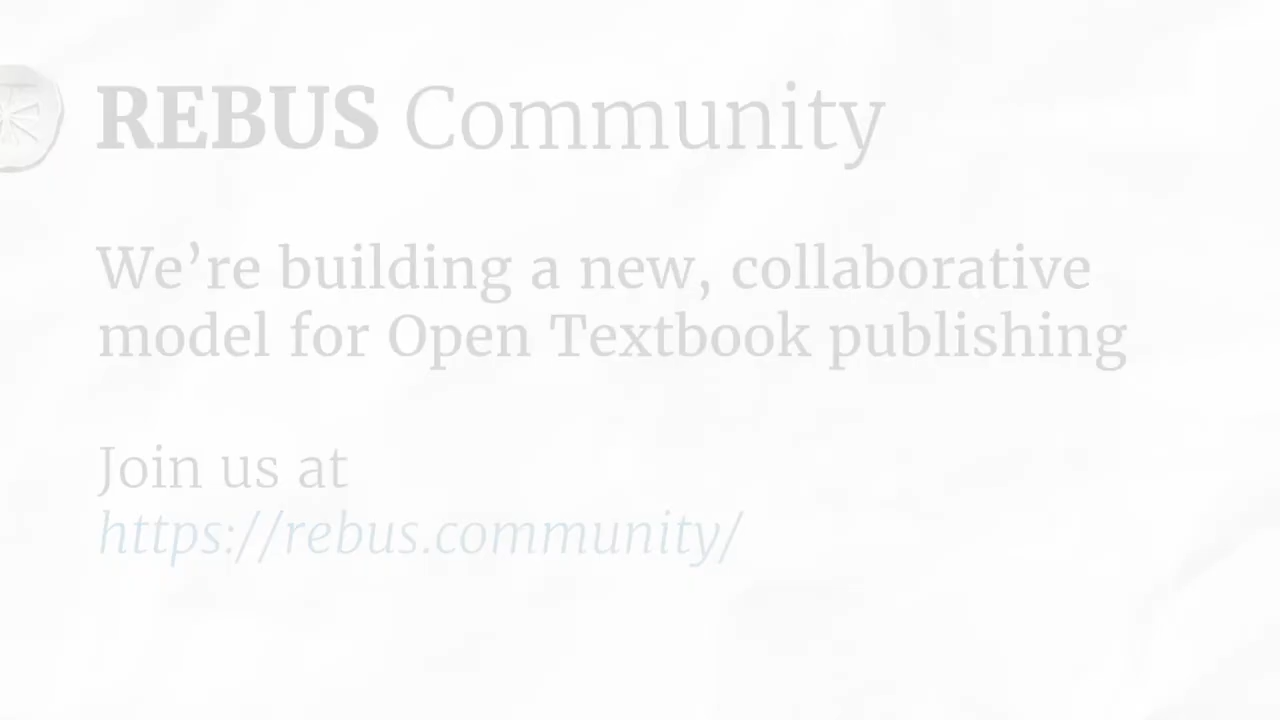 REBUS Community
We’re building a new, collaborative
model for Open Textbook publishing
Join us at
https://rebus.community/